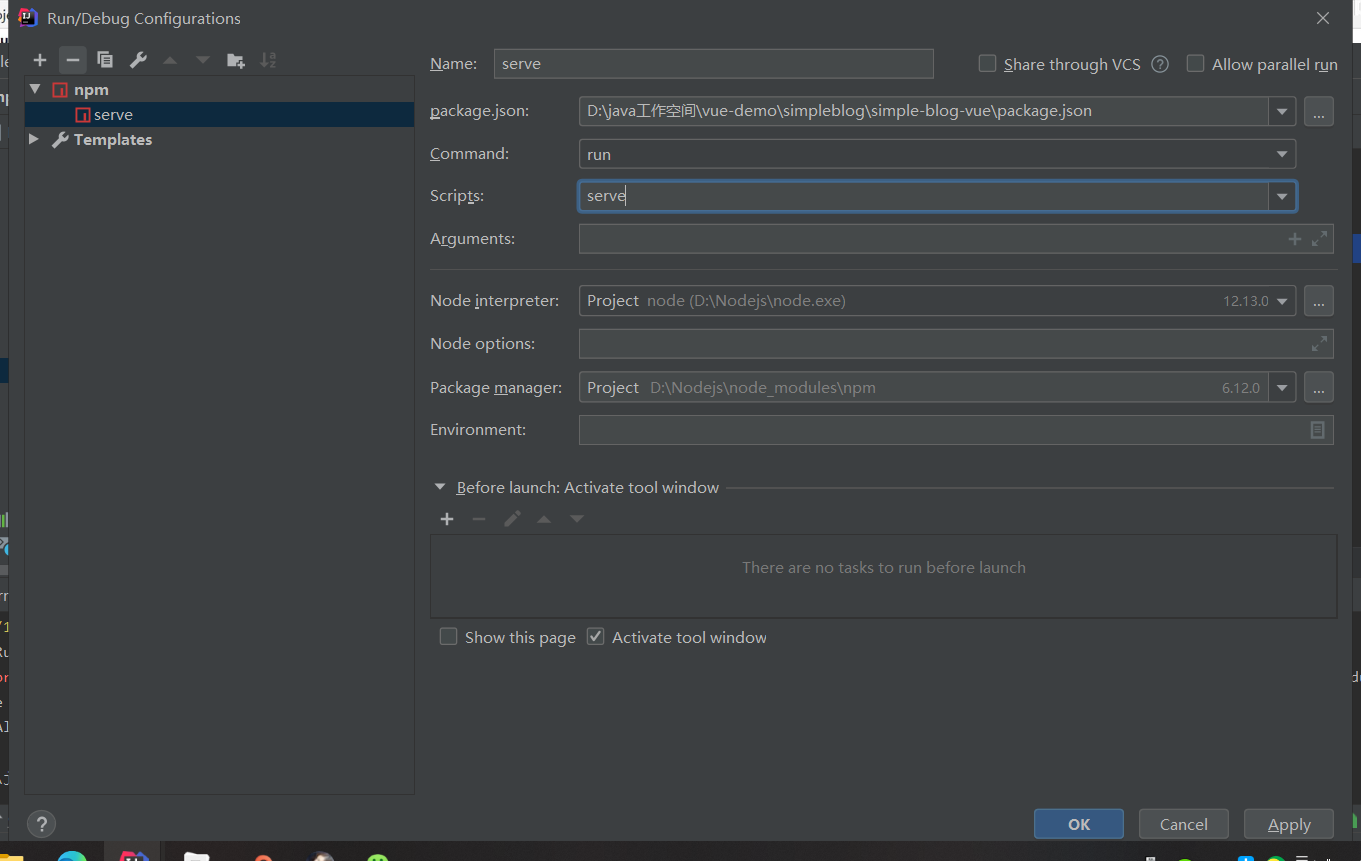 Run/Debug Configurations
Name: serve Share through VCS ? Allow parallel run
npm
serve
Templates
package.json: D:\java工作空间\vue-demo\simpleblog\simple-blog-vue\package.json ...
Command: run
Scripts: serve
Arguments:
Node interpreter: Project node (D:\Nodejs\node.exe) 12.13.0 ...
Node options:
Package manager: Project D:\Nodejs\node_modules\npm 6.12.0 ...
Environment:
Before launch: Activate tool window
There are no tasks to run before launch
Show this page Activate tool window
? OK Cancel Apply